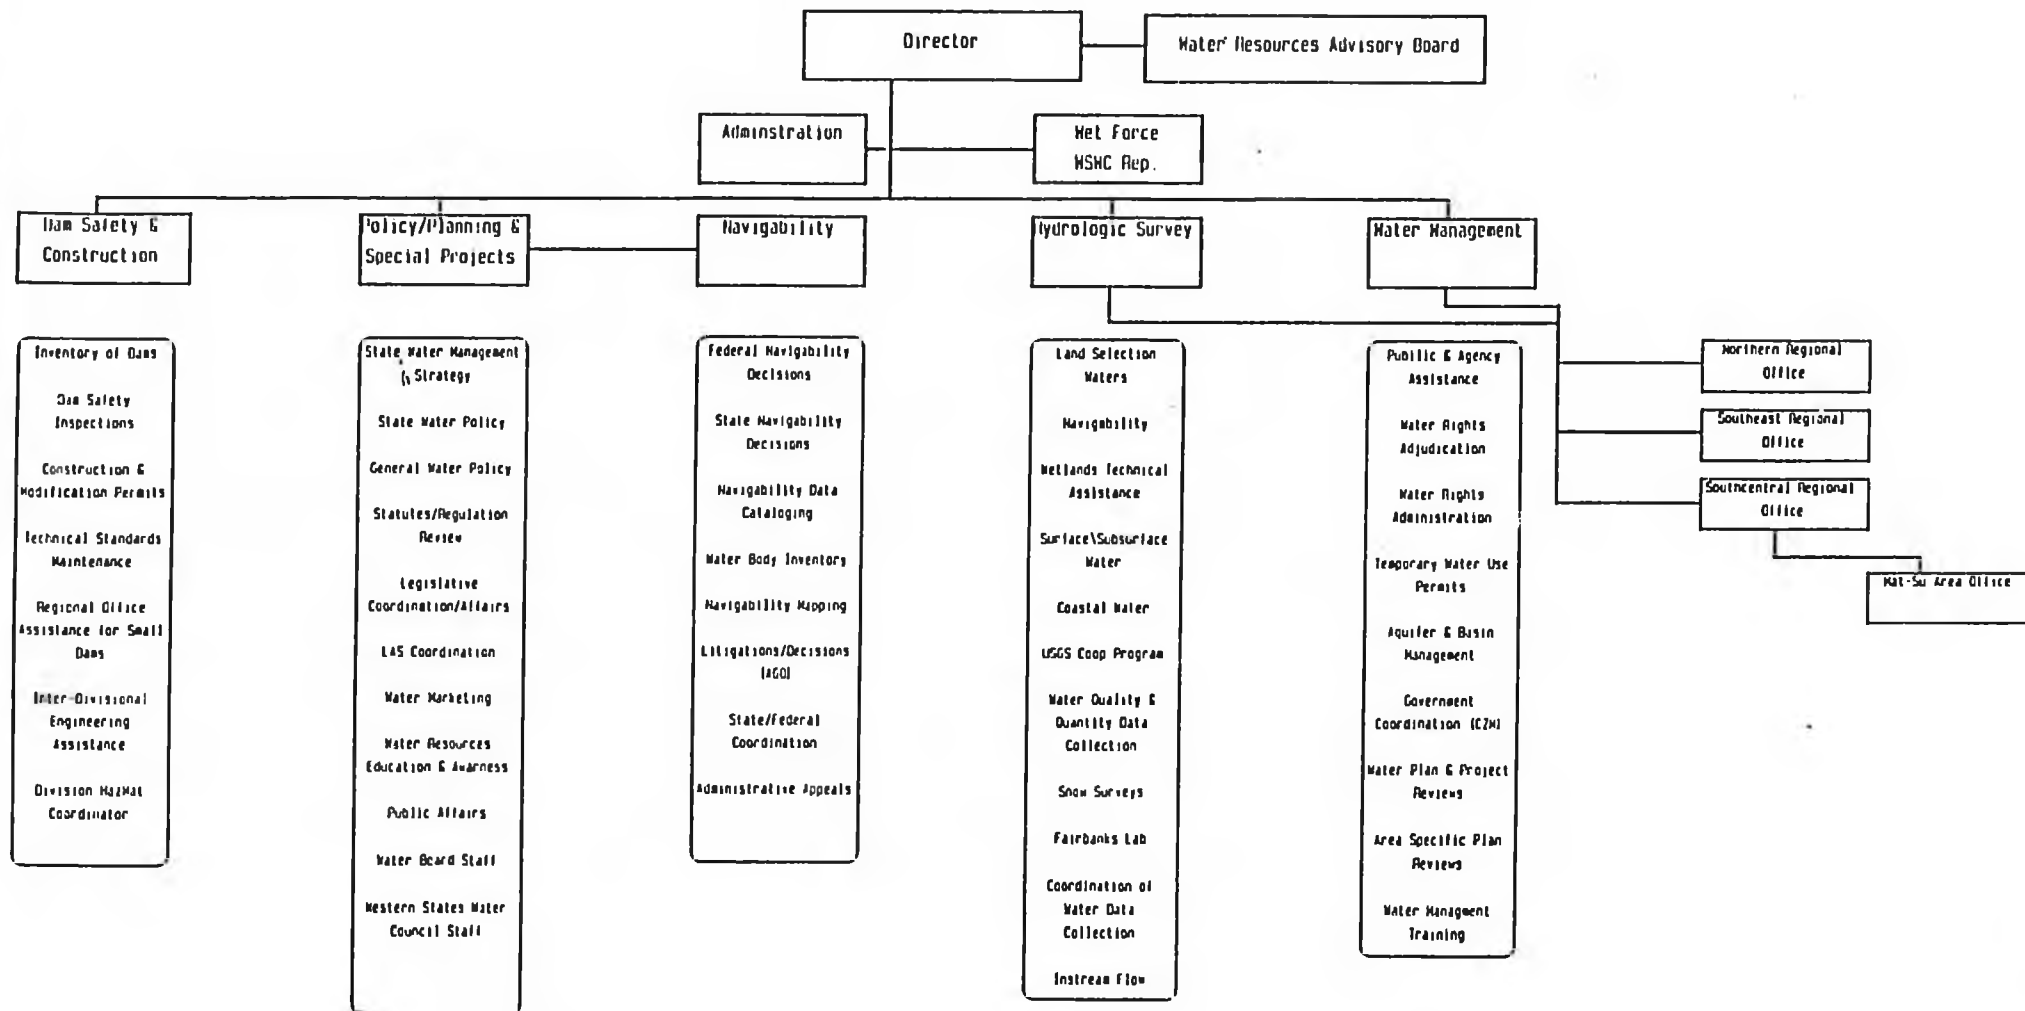 Director
Water Resources Advisory Board
Adminstration
Wet Force
WSWC Rep.
Dam Safety &
Construction
Policy/Planning &
Special Projects
Navigability
Hydrologic Survey
Water Management
Inventory of Dams
Dam Safety
Inspections
Construction &
Modification Permits
Technical Standards
Maintenance
Regional Office
Assistance for Small
Dams
Inter-Divisional
Engineering
Assistance
Division HazMat
Coordinator
State Water Management
& Strategy
State Water Policy
General Water Policy
Statutes/Regulation
Review
Legislative
Coordination/Affairs
LAS Coordination
Water Marketing
Water Resources
Education & Awarness
Public Affairs
Water Board Staff
Western States Water
Council Staff
Federal Navigability
Decisions
State Navigability
Decisions
Navigability Data
Cataloging
Water Body Inventors
Navigability Mapping
Litigations/Decisions
(AGO)
State/Federal
Coordination
Administrative Appeals
Land Selection
Waters
Navigability
Wetlands Technical
Assistance
Surface\Subsurface
Water
Coastal Water
USGS Coop Program
Water Quality &
Quantity Data
Collection
Snow Surveys
Fairbanks Lab
Coordination of
Water Data
Collection
Instream Flow
Public & Agency
Assistance
Water Rights
Adjudication
Water Rights
Administration
Temporary Water Use
Permits
Aquifer & Basin
Management
Government
Coordination (CZM)
Water Plan & Project
Reviews
Area Specific Plan
Reviews
Water Managment
Training
Northern Regional
Office
Southeast Regional
Office
Southcentral Regional
Office
Mat-Su Area Office